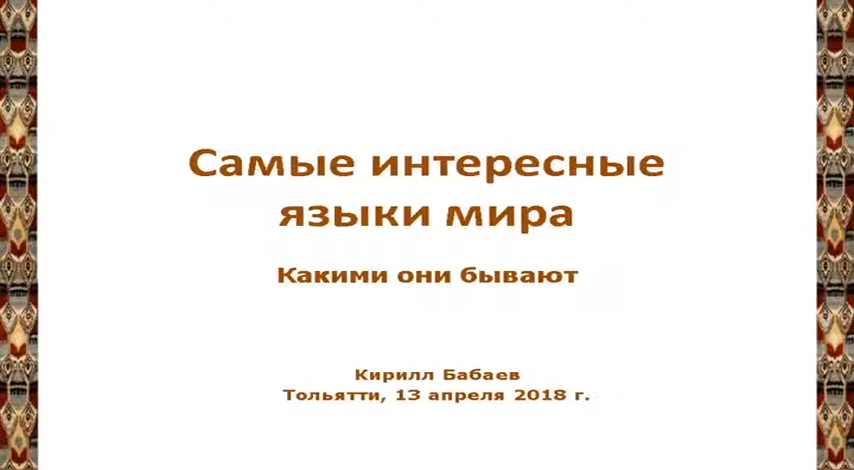 Самые интересные
языки мира
Какими они бывают
Кирилл Бабаев
Тольятти, 13 апреля 2018 г.